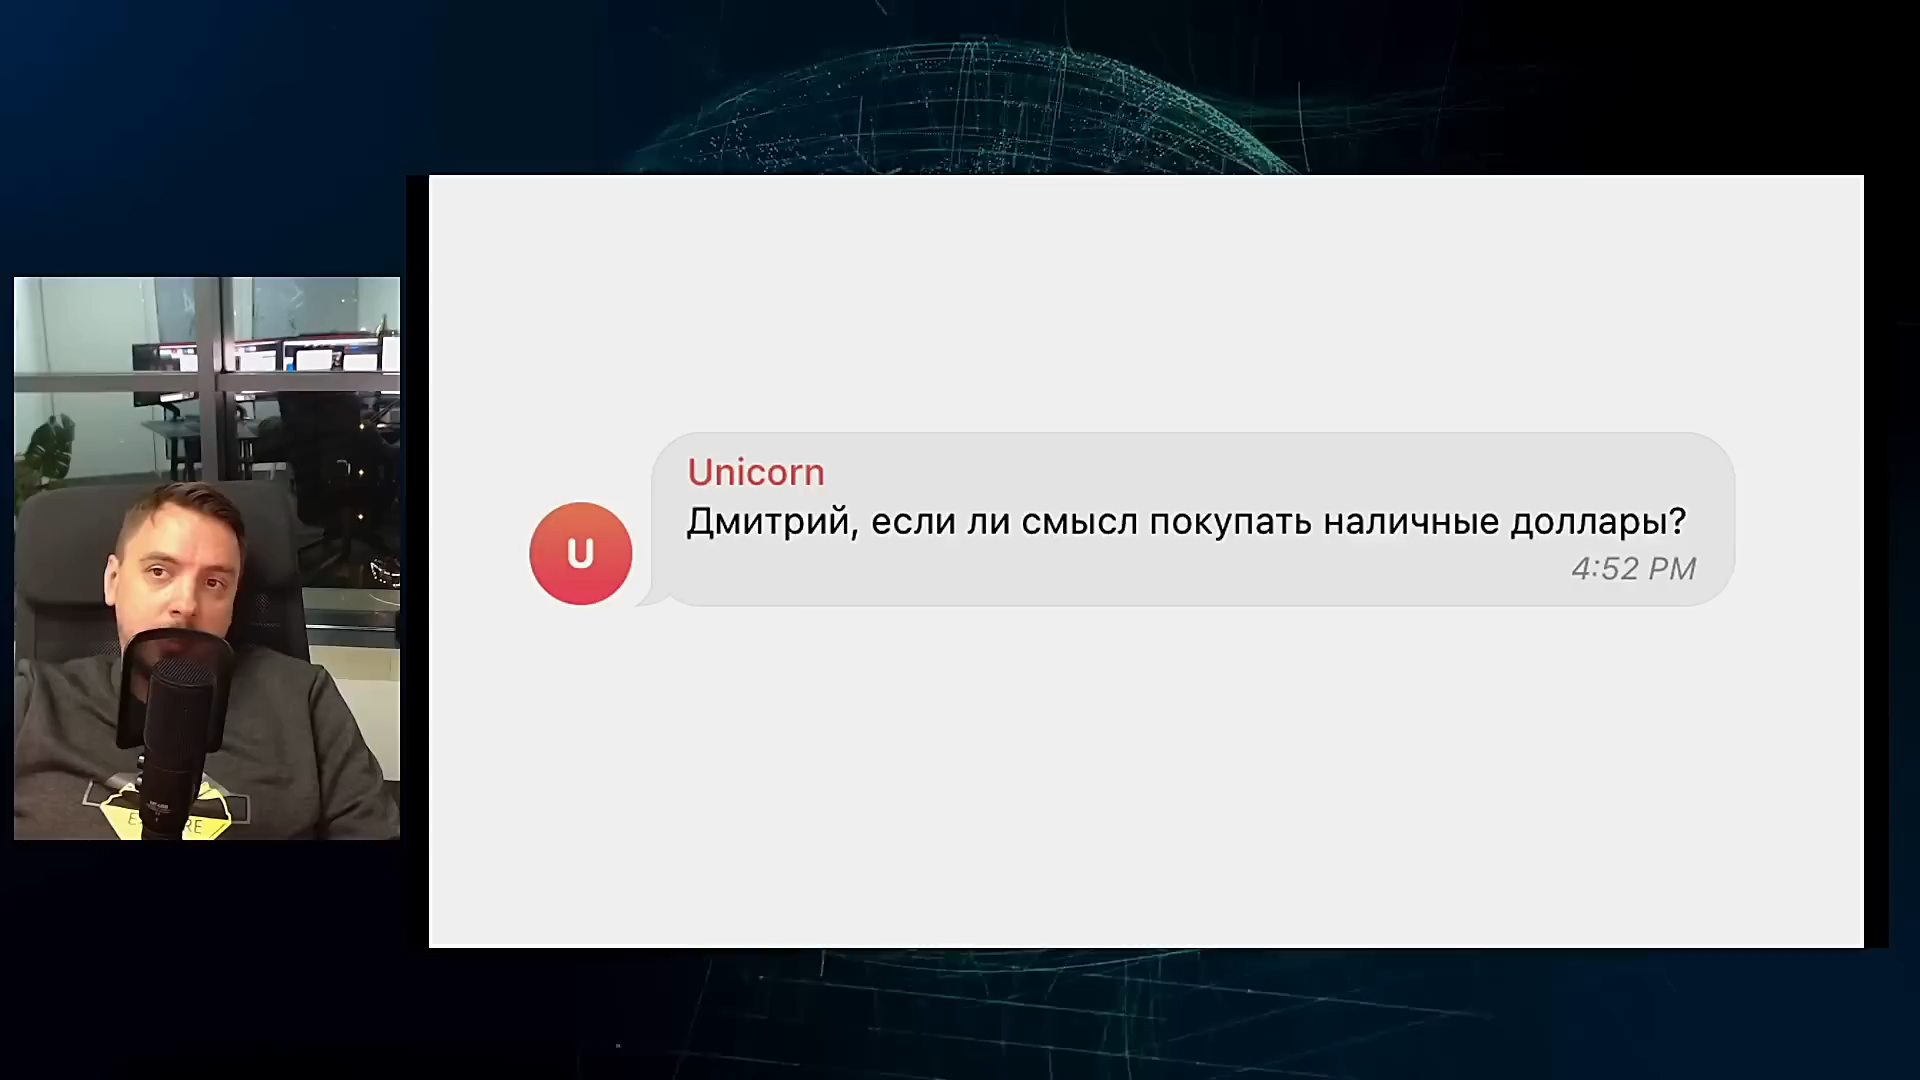 Unicorn
Дмитрий, если ли смысл покупать наличные доллары?
4:52 PM
U